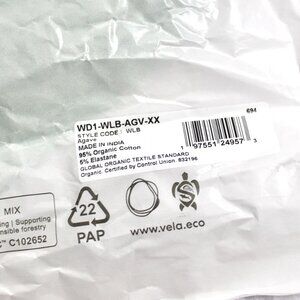 694
WD1-WLB-AGV-XX
STYLE CODE: WLB
Agave
MADE IN INDIA
95% Organic Cotton
5% Elastane
GLOBAL ORGANIC TEXTILE STANDARD
Organic. Certified by Control Union. 832196
1 97551 24957 3
MIX
| Supporting
forestry
C102652
22
PAP
www.vela.eco